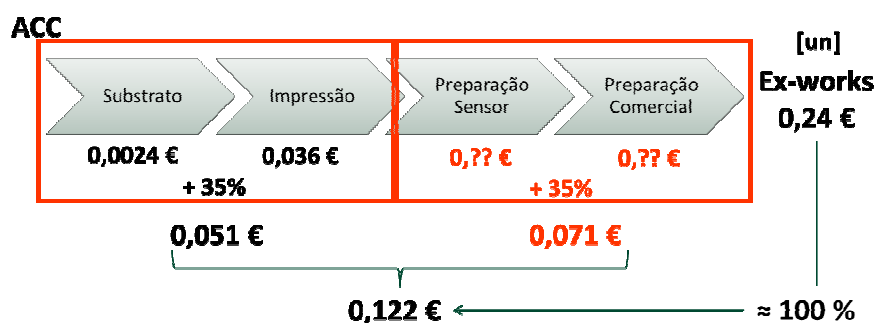 ACC
[un]
Ex-works
0,24 €
Substrato
Impressão
Preparação
Sensor
Preparação
Comercial
0,0024 €
0,036 €
0,?? €
0,?? €
+ 35%
+ 35%
0,051 €
0,071 €
0,122 €
≈ 100 %